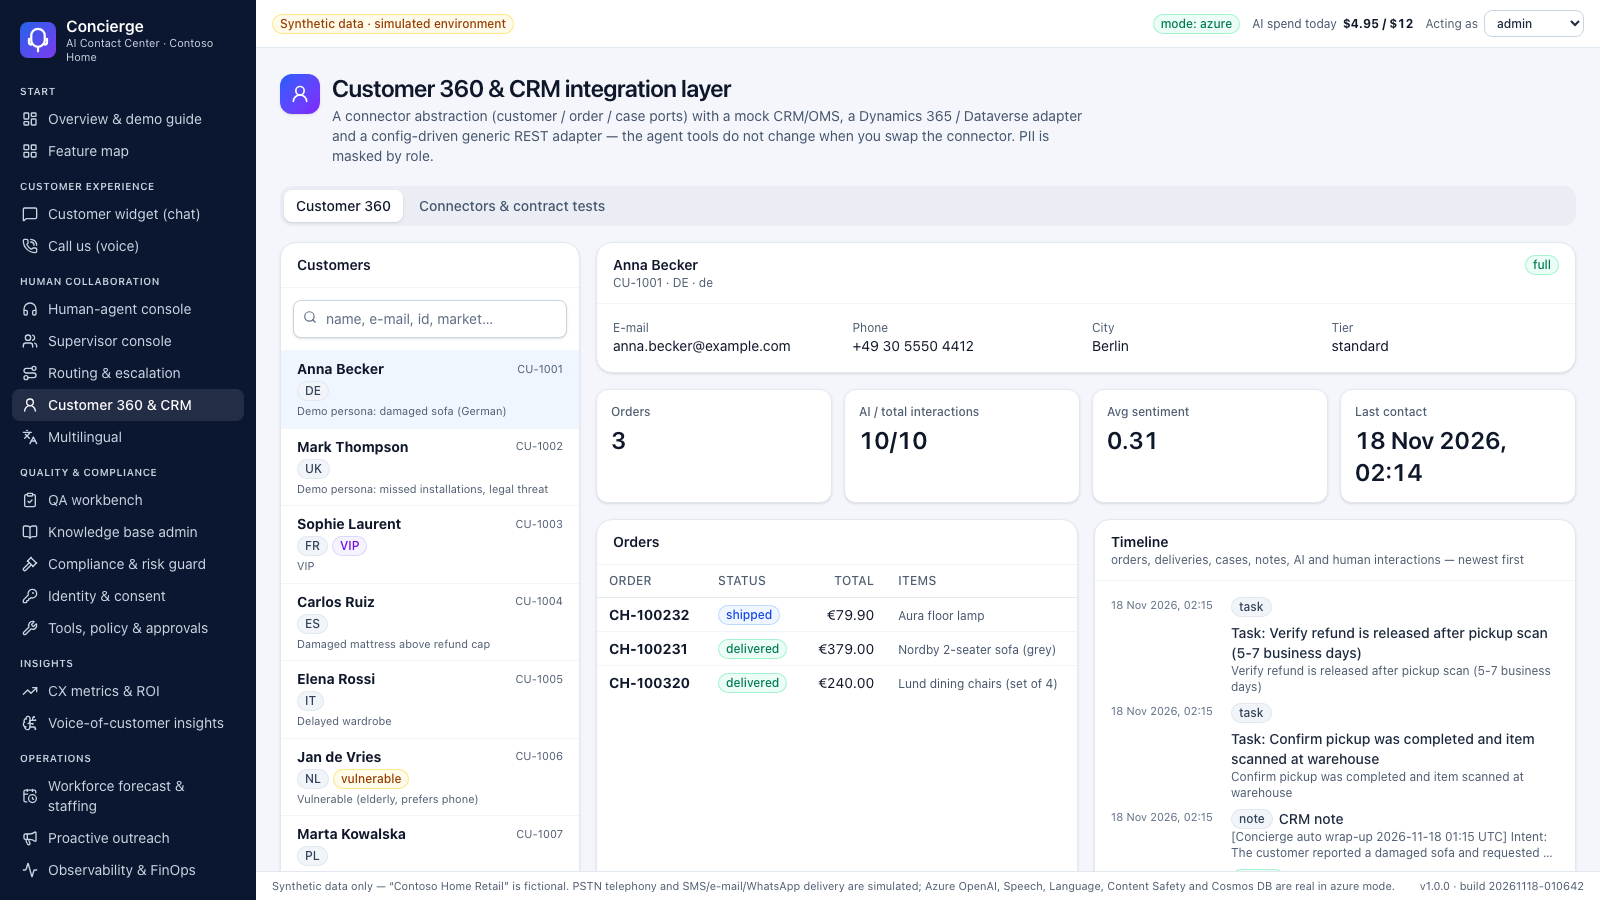 Concierge
AI Contact Center · Contoso
Home
START
Overview & demo guide
Feature map
CUSTOMER EXPERIENCE
Customer widget (chat)
Call us (voice)
HUMAN COLLABORATION
Human-agent console
Supervisor console
Routing & escalation
Customer 360 & CRM
Multilingual
QUALITY & COMPLIANCE
QA workbench
Knowledge base admin
Compliance & risk guard
Identity & consent
Tools, policy & approvals
INSIGHTS
CX metrics & ROI
Voice-of-customer insights
OPERATIONS
Workforce forecast &
staffing
Proactive outreach
Observability & FinOps
Synthetic data · simulated environment
mode: azure
AI spend today $4.95 / $12
Acting as
admin
Customer 360 & CRM integration layer
A connector abstraction (customer / order / case ports) with a mock CRM/OMS, a Dynamics 365 / Dataverse adapter
and a config-driven generic REST adapter — the agent tools do not change when you swap the connector. PII is
masked by role.
Customer 360
Connectors & contract tests
Customers
name, e-mail, id, market...
Anna Becker CU-1001
DE
Demo persona: damaged sofa (German)
Mark Thompson CU-1002
UK
Demo persona: missed installations, legal threat
Sophie Laurent CU-1003
FR VIP
VIP
Carlos Ruiz CU-1004
ES
Damaged mattress above refund cap
Elena Rossi CU-1005
IT
Delayed wardrobe
Jan de Vries CU-1006
NL vulnerable
Vulnerable (elderly, prefers phone)
Marta Kowalska CU-1007
PL
Anna Becker
full
CU-1001 · DE · de
E-mail Phone City Tier
anna.becker@example.com +49 30 5550 4412 Berlin standard
Orders
3
AI / total interactions
10/10
Avg sentiment
0.31
Last contact
18 Nov 2026,
02:14
Orders
ORDER STATUS TOTAL ITEMS
CH-100232 shipped €79.90 Aura floor lamp
CH-100231 delivered €379.00 Nordby 2-seater sofa (grey)
CH-100320 delivered €240.00 Lund dining chairs (set of 4)
Timeline
orders, deliveries, cases, notes, AI and human interactions — newest first
18 Nov 2026, 02:15 task
Task: Verify refund is released after pickup scan
(5-7 business days)
Verify refund is released after pickup scan (5-7 business
days)
18 Nov 2026, 02:15 task
Task: Confirm pickup was completed and item
scanned at warehouse
Confirm pickup was completed and item scanned at
warehouse
18 Nov 2026, 02:15 note CRM note
[Concierge auto wrap-up 2026-11-18 01:15 UTC] Intent:
The customer reported a damaged sofa and requested ...
Synthetic data only — “Contoso Home Retail” is fictional. PSTN telephony and SMS/e-mail/WhatsApp delivery are simulated; Azure OpenAI, Speech, Language, Content Safety and Cosmos DB are real in azure mode.
v1.0.0 · build 20261118-010642